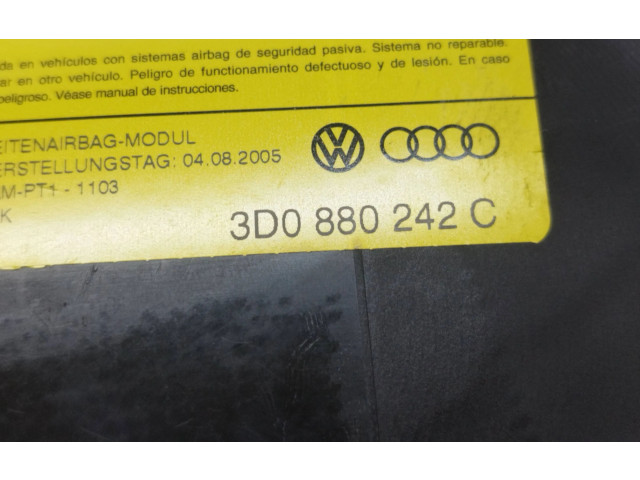 da en vehículos con sistemas airbag de seguridad pasiva. Sistema no reparable.
ar en otro vehículo. Peligro de funcionamiento defectuoso y de lesión. En caso
peligroso. Véase manual de instrucciones.
EITENAIRBAG-MODUL
ERSTELLUNGSTAG: 04.08.2005
M-PT1 - 1103
K
3D0 880 242 C